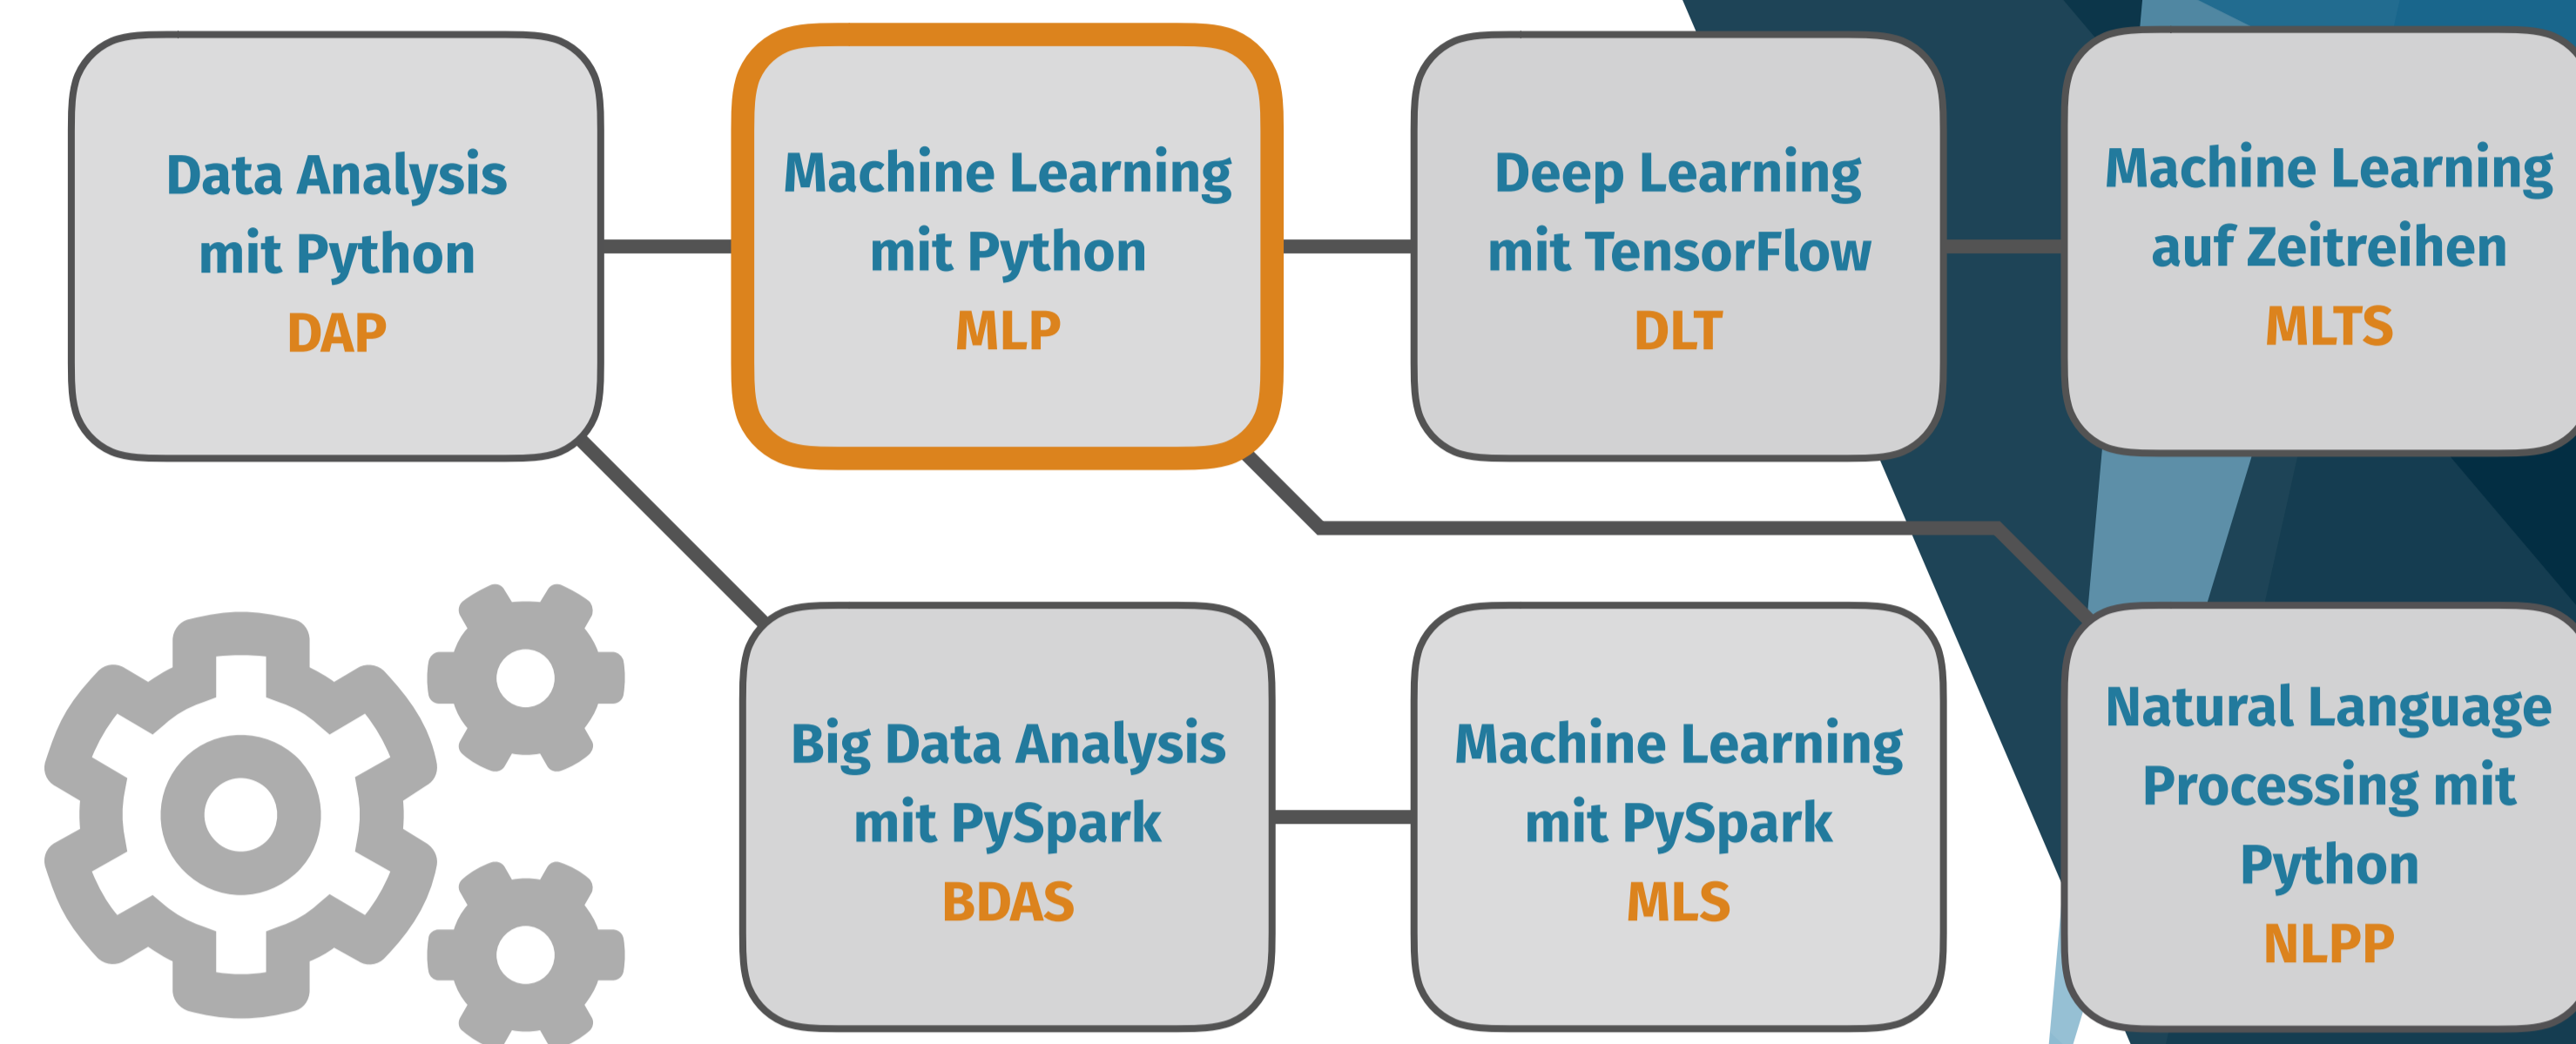 Data Analysis
mit Python
DAP
Machine Learning
mit Python
MLP
Deep Learning
mit TensorFlow
DLT
Machine Learning
auf Zeitreihen
MLTS
Big Data Analysis
mit PySpark
BDAS
Machine Learning
mit PySpark
MLS
Natural Language
Processing mit
Python
NLPP